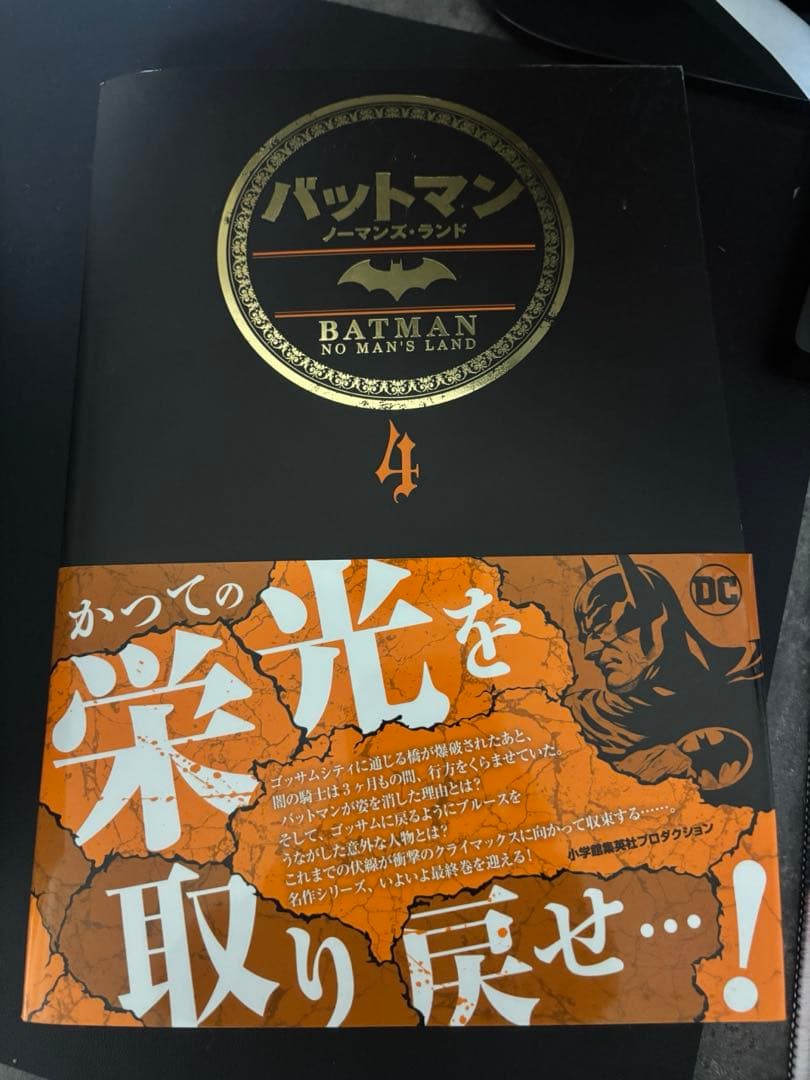 バットマン
ノーマンズ・ランド
BATMAN
NO MAN'S LAND
4
DC
かつての
栄光を
ゴッサムシティに通じる橋が爆破されたあと、
闇の騎士は3ヶ月もの間、行方をくらませていた。
バットマンが姿を消した理由とは?
そして、ゴッサムに戻るようにブルースを
うながした意外な人物とは?
これまでの伏線が衝撃のクライマックスに向かって収束する……。
名作シリーズ、いよいよ最終巻を迎える!
小学館集英社プロダクション
取り戻せ…!